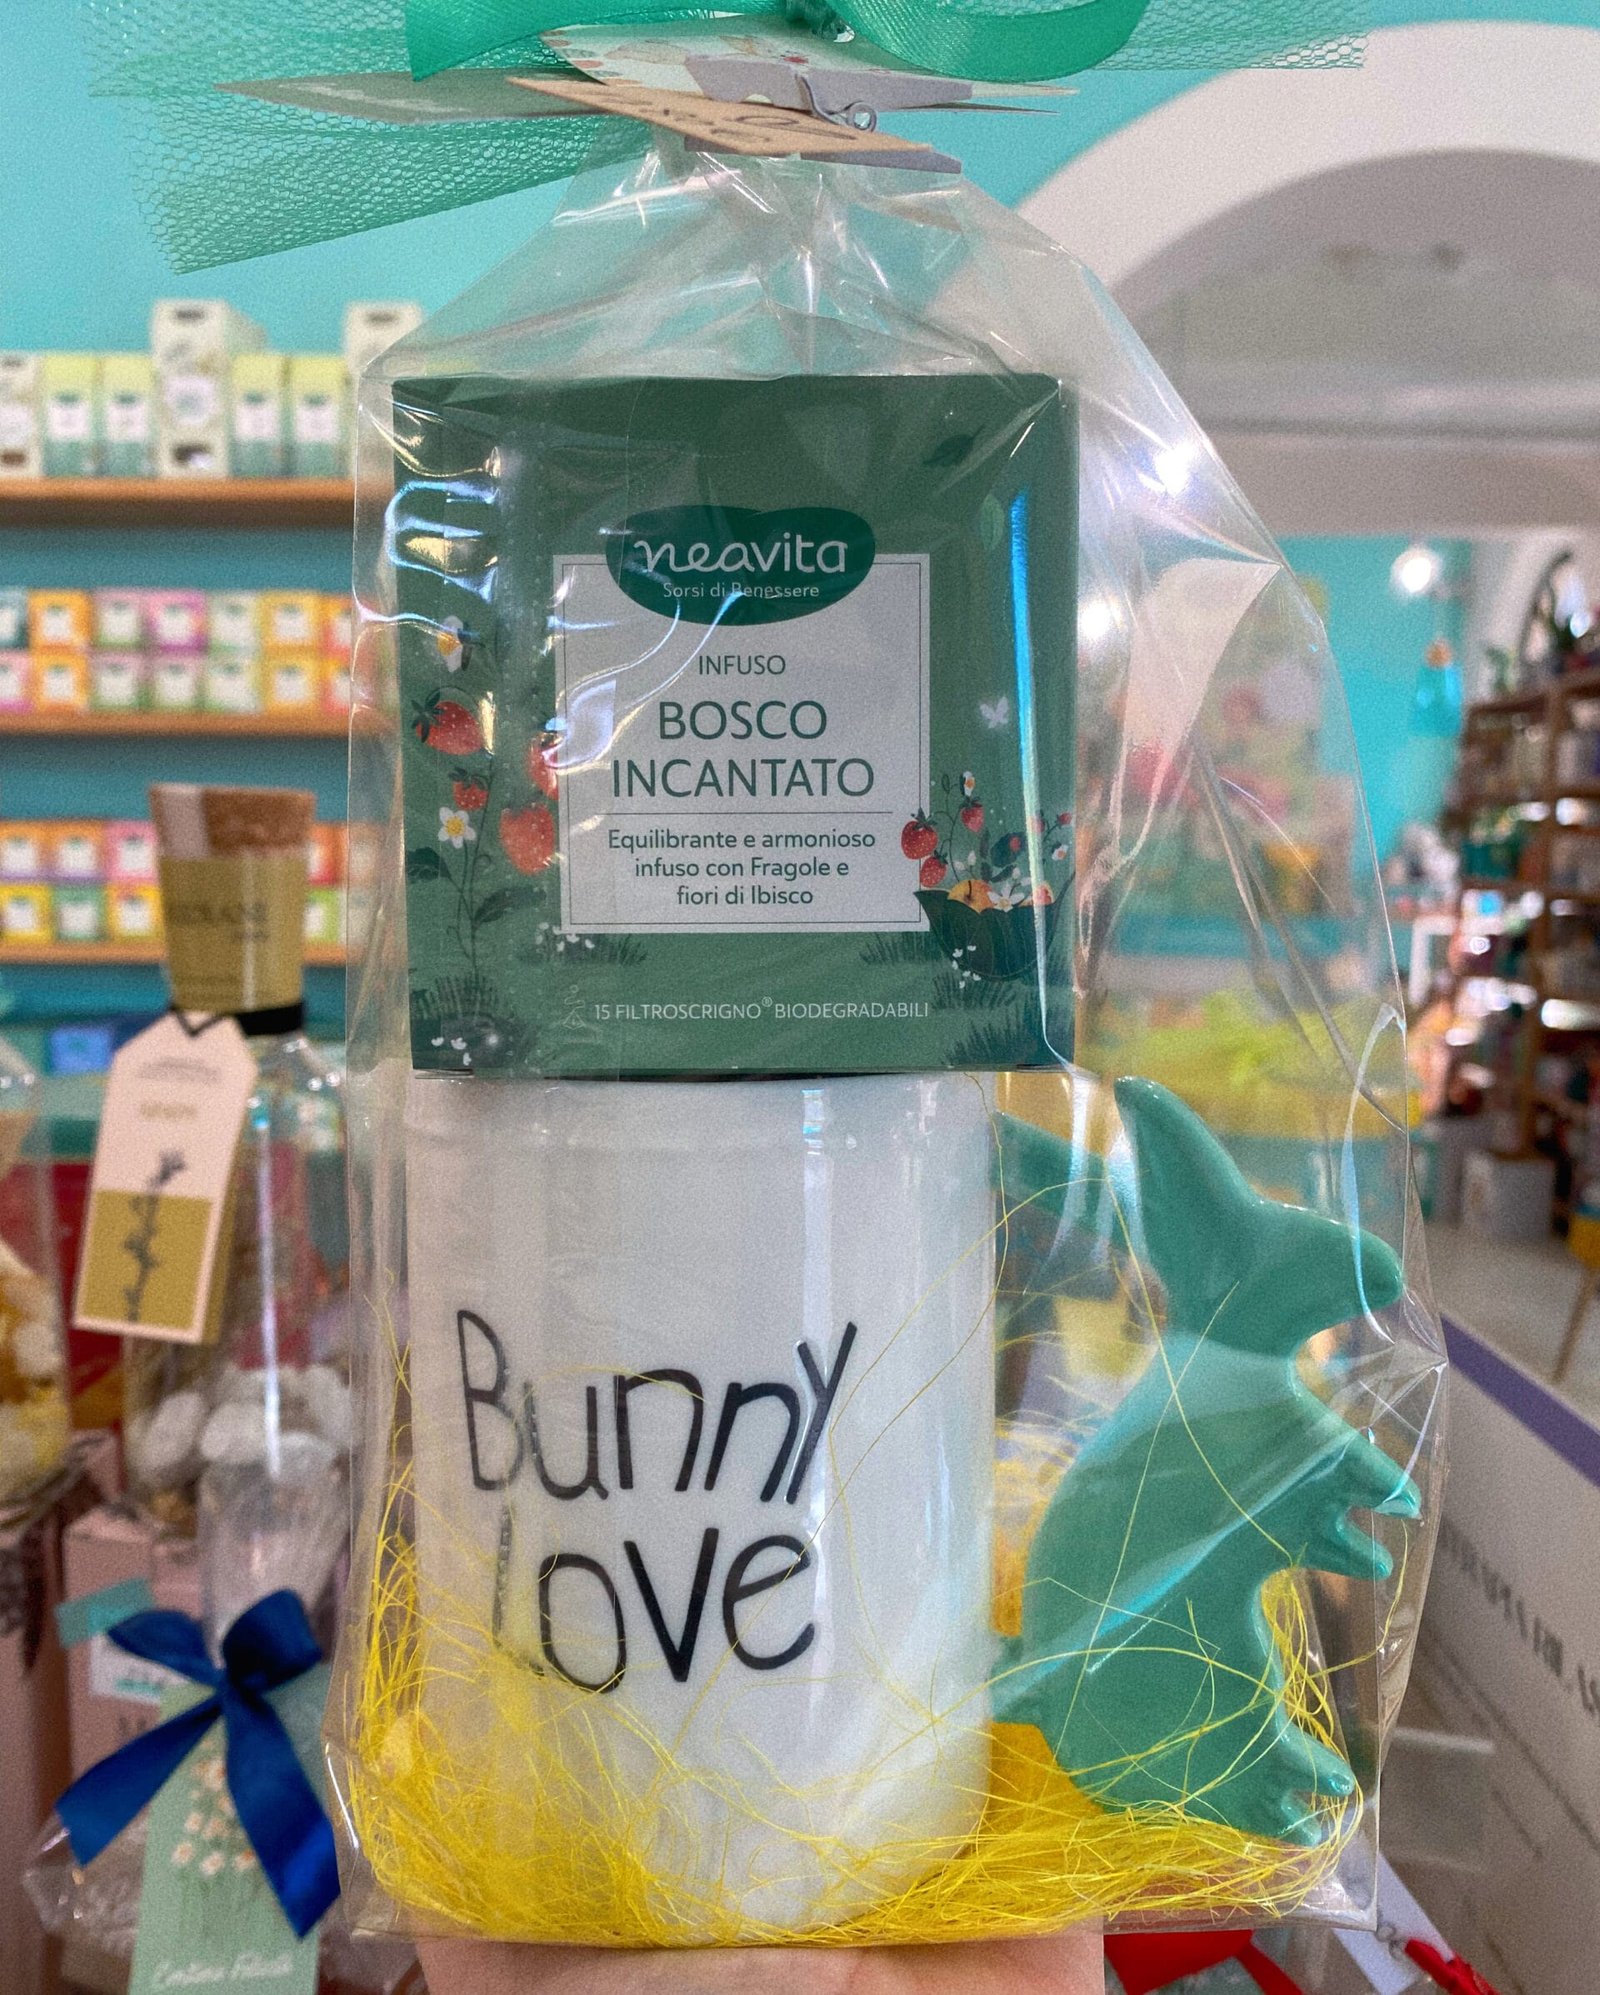 neavita
Sorsi di Benessere
INFUSO
BOSCO
INCANTATO
Equilibrante e armonioso
infuso con Fragole e
fiori di Ibisco
15 FILTROSCRIGNO® BIODEGRADABILI
Bunny
Love